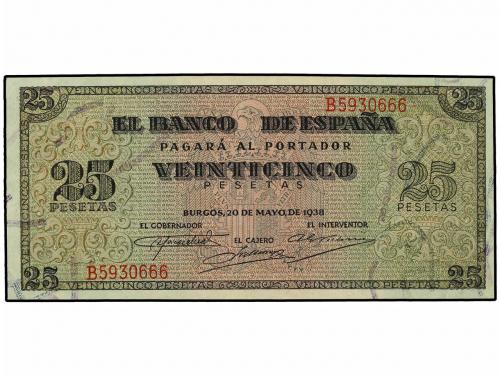 VEINTICINCO PESETAS
25 25
B5930666
EL BANCO DE ESPAÑA
PAGARÁ AL PORTADOR
VEINTICINCO
PESETAS
25 PESETAS
25 PESETAS
BURGOS, 20 DE MAYO, DE 1938
EL GOBERNADOR EL CAJERO EL INTERVENTOR
B5930666
25 25
VEINTICINCO PESETAS